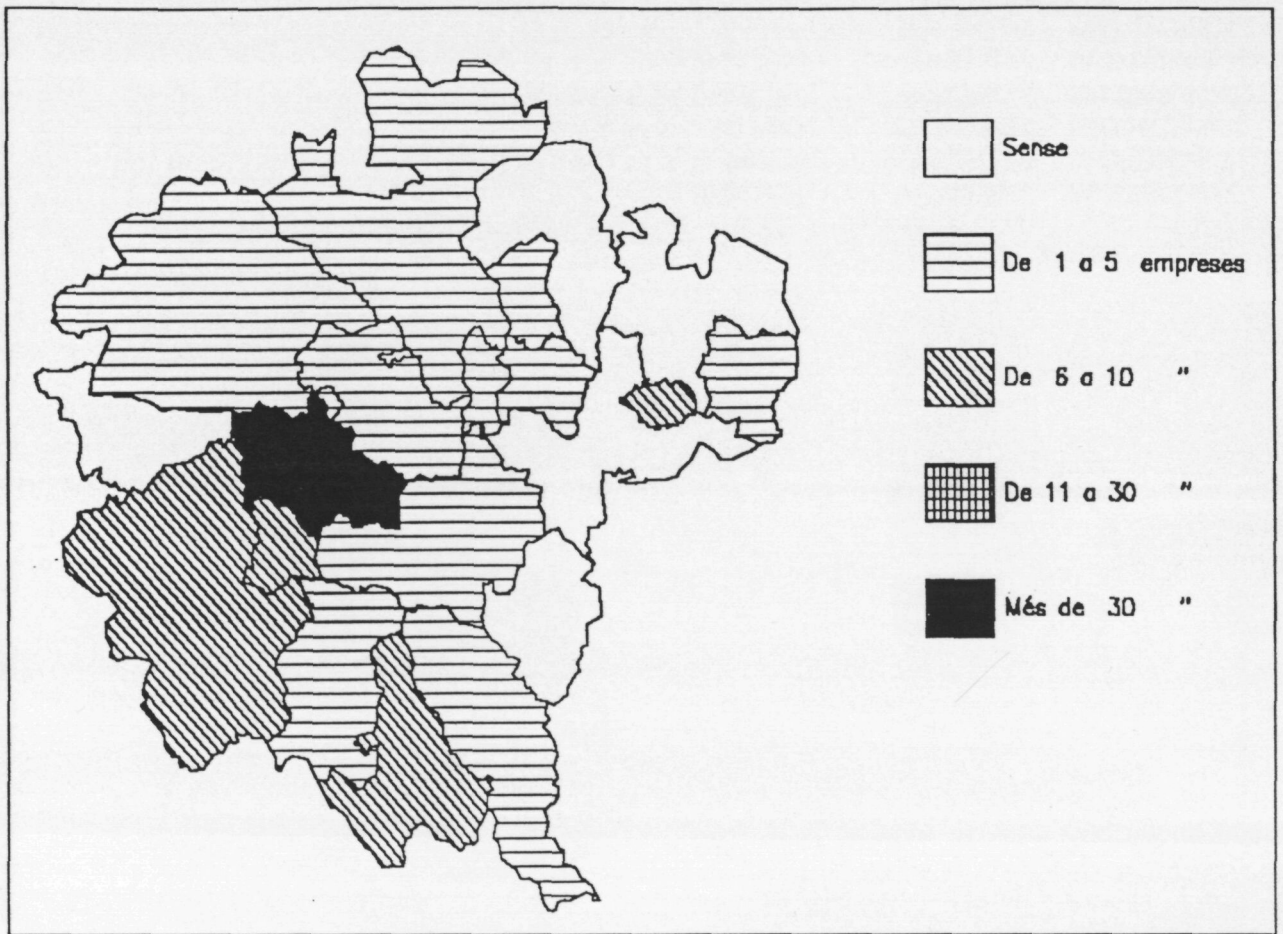 Sense
De 1 a 5 empreses
De 6 a 10 "
De 11 a 30 "
Més de 30 "